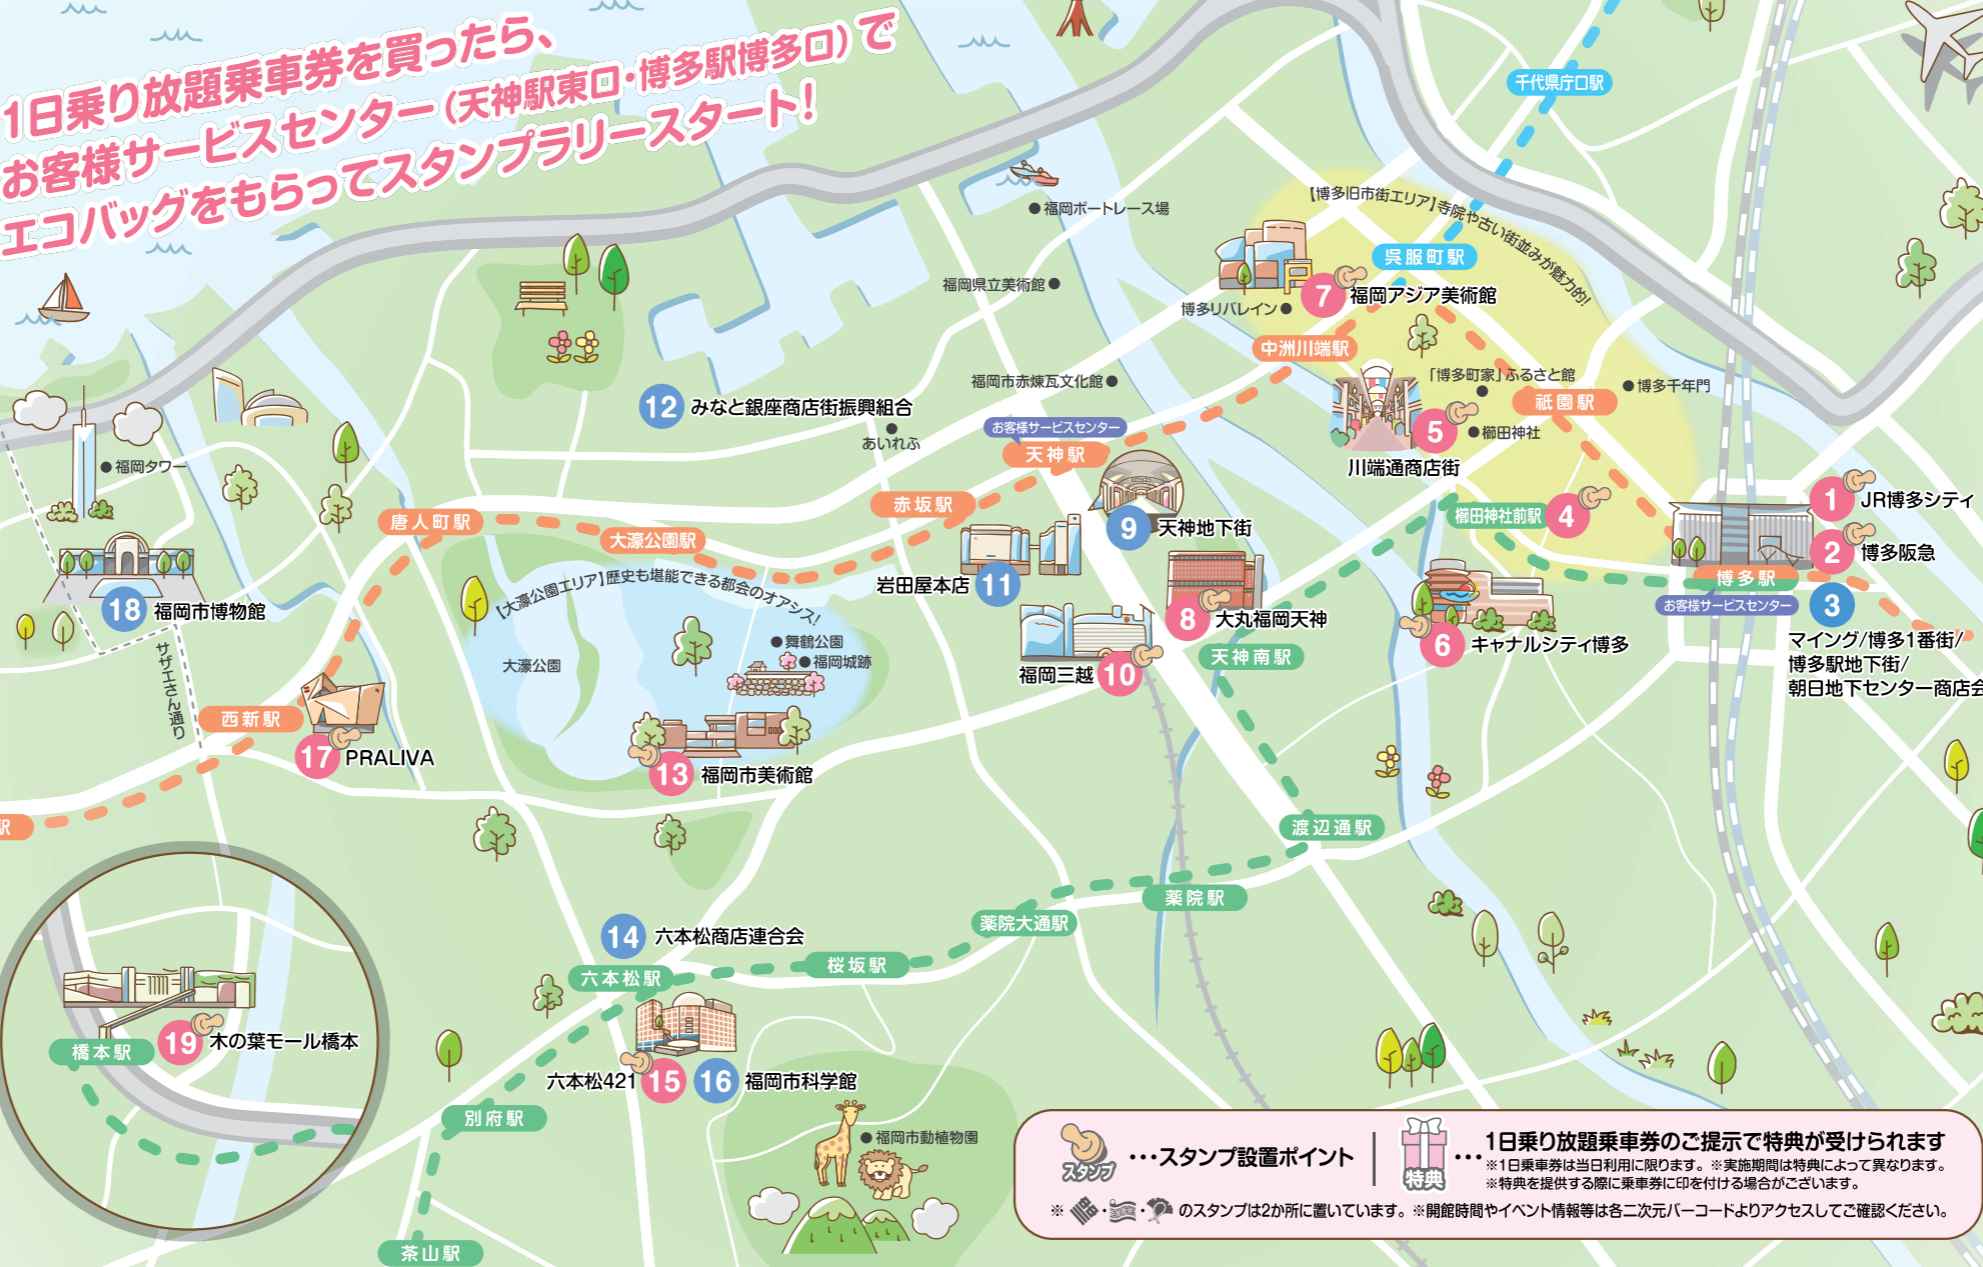 1日乗り放題乗車券を買ったら、
お客様サービスセンター(天神駅東口・博多駅博多口)で
エコバッグをもらってスタンプラリースタート!
千代県庁口駅
福岡ボートレース場
【博多旧市街エリア】寺院や古い街並みが魅力的!
呉服町駅
福岡県立美術館
7 福岡アジア美術館
博多リバレイン
中洲川端駅
福岡市赤煉瓦文化館
「博多町家」ふるさと館
博多千年門
祇園駅
12 みなと銀座商店街振興組合
あいれふ
お客様サービスセンター
天神駅
5
櫛田神社
川端通商店街
福岡タワー
赤坂駅
唐人町駅
大濠公園駅
9 天神地下街
櫛田神社前駅 4
1 JR博多シティ
2 博多阪急
博多駅
お客様サービスセンター
3
マイング/博多1番街/
博多駅地下街/
朝日地下センター商店会
岩田屋本店 11
【大濠公園エリア】歴史も堪能できる都会のオアシス!
18 福岡市博物館
8 大丸福岡天神
6 キャナルシティ博多
天神南駅
舞鶴公園
福岡城跡
大濠公園
福岡三越 10
サザエさん通り
西新駅
17 PRALIVA
13 福岡市美術館
駅
渡辺通駅
薬院駅
薬院大通駅
14 六本松商店連合会
桜坂駅
六本松駅
19 木の葉モール橋本
橋本駅
六本松421 15
16 福岡市科学館
別府駅
福岡市動植物園
茶山駅
スタンプ
…スタンプ設置ポイント
特典
…1日乗り放題乗車券のご提示で特典が受けられます
※1日乗車券は当日利用に限ります。※実施期間は特典によって異なります。
※特典を提供する際に乗車券に印を付ける場合がございます。
※ ・ ・ のスタンプは2か所に置いています。※開館時間やイベント情報等は各二次元バーコードよりアクセスしてご確認ください。